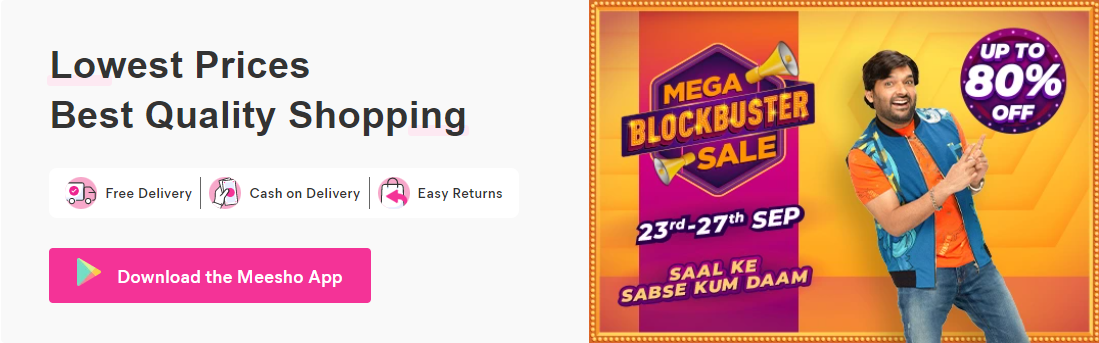 Lowest Prices
Best Quality Shopping
Free Delivery
Cash on Delivery
Easy Returns
Download the Meesho App
MEGA
BLOCKBUSTER
SALE
23rd-27th SEP
SAAL KE
SABSE KUM DAAM
UP TO
80%
OFF